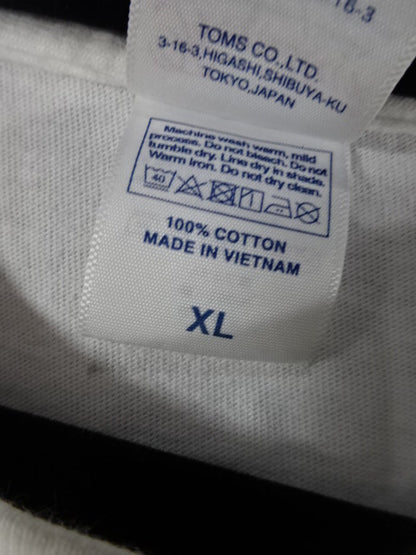 16-3
TOMS CO.,LTD.
3-16-3,HIGASHI,SHIBUYA-KU
TOKYO,JAPAN
Machine wash warm, mild
process. Do not bleach. Do not
tumble dry. Line dry in shade.
Warm iron. Do not dry clean.
40
100% COTTON
MADE IN VIETNAM
XL